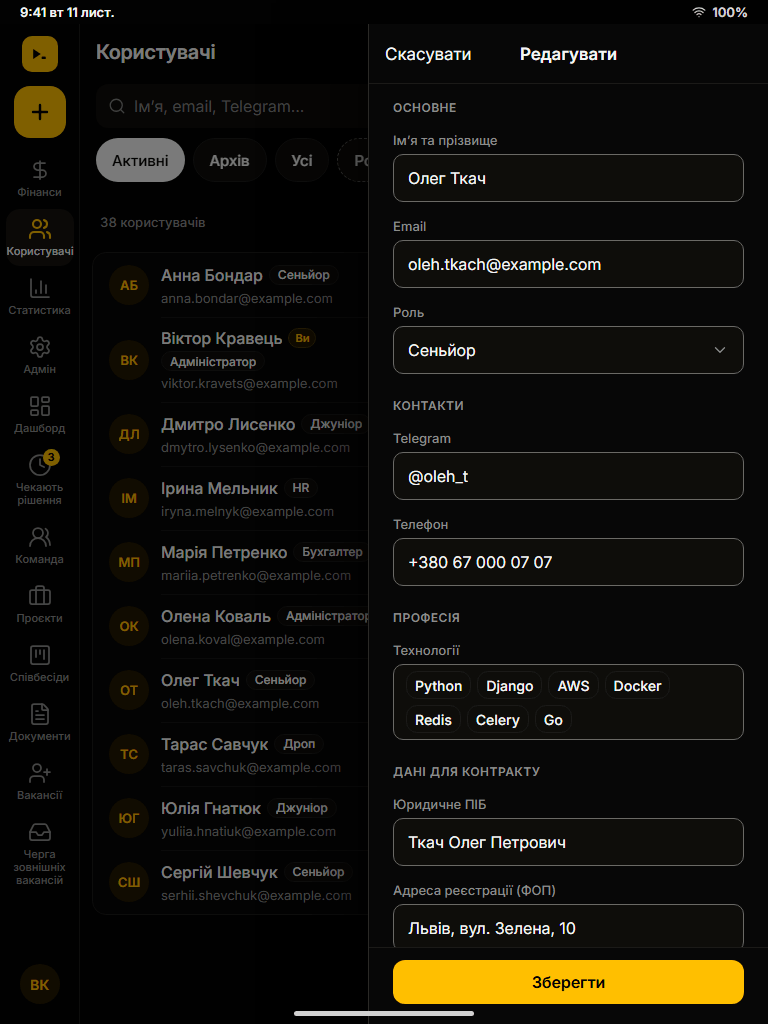 9:41 вт 11 лист.
100%
Користувачі
Ім’я, email, Telegram...
Активні
Архів
Усі
38 користувачів
Фінанси
Користувачі
Статистика
Адмін
Дашборд
3
Чекають
рішення
Команда
Проєкти
Співбесіди
Документи
Вакансії
Черга
зовнішніх
вакансій
ВК
АБ
Анна Бондар
Сеньйор
anna.bondar@example.com
ВК
Віктор Кравець
Ви
Адміністратор
viktor.kravets@example.com
ДЛ
Дмитро Лисенко
Джуніор
dmytro.lysenko@example.com
ІМ
Ірина Мельник
HR
iryna.melnyk@example.com
МП
Марія Петренко
Бухгалтер
mariia.petrenko@example.com
ОК
Олена Коваль
Адміністратор
olena.koval@example.com
ОТ
Олег Ткач
Сеньйор
oleh.tkach@example.com
ТС
Тарас Савчук
Дроп
taras.savchuk@example.com
ЮГ
Юлія Гнатюк
Джуніор
yuliia.hnatiuk@example.com
СШ
Сергій Шевчук
Сеньйор
serhii.shevchuk@example.com
Скасувати
Редагувати
ОСНОВНЕ
Ім’я та прізвище
Олег Ткач
Email
oleh.tkach@example.com
Роль
Сеньйор
КОНТАКТИ
Telegram
@oleh_t
Телефон
+380 67 000 07 07
ПРОФЕСІЯ
Технології
Python Django AWS Docker
Redis Celery Go
ДАНІ ДЛЯ КОНТРАКТУ
Юридичне ПІБ
Ткач Олег Петрович
Адреса реєстрації (ФОП)
Львів, вул. Зелена, 10
Зберегти